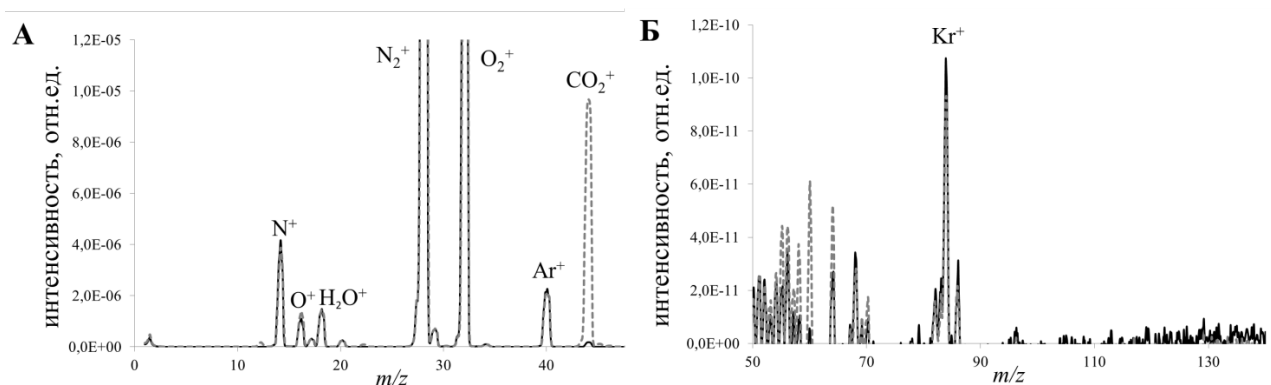 А
интенсивность, отн.ед.
1,2E-05
1,0E-05
8,0E-06
6,0E-06
4,0E-06
2,0E-06
0,0E+00
N⁺
O⁺
H₂O⁺
N₂⁺
O₂⁺
Ar⁺
CO₂⁺
0 10 20 30 40
m/z
Б
интенсивность, отн.ед.
1,2E-10
1,0E-10
8,0E-11
6,0E-11
4,0E-11
2,0E-11
0,0E+00
Kr⁺
50 70 90 110 130
m/z